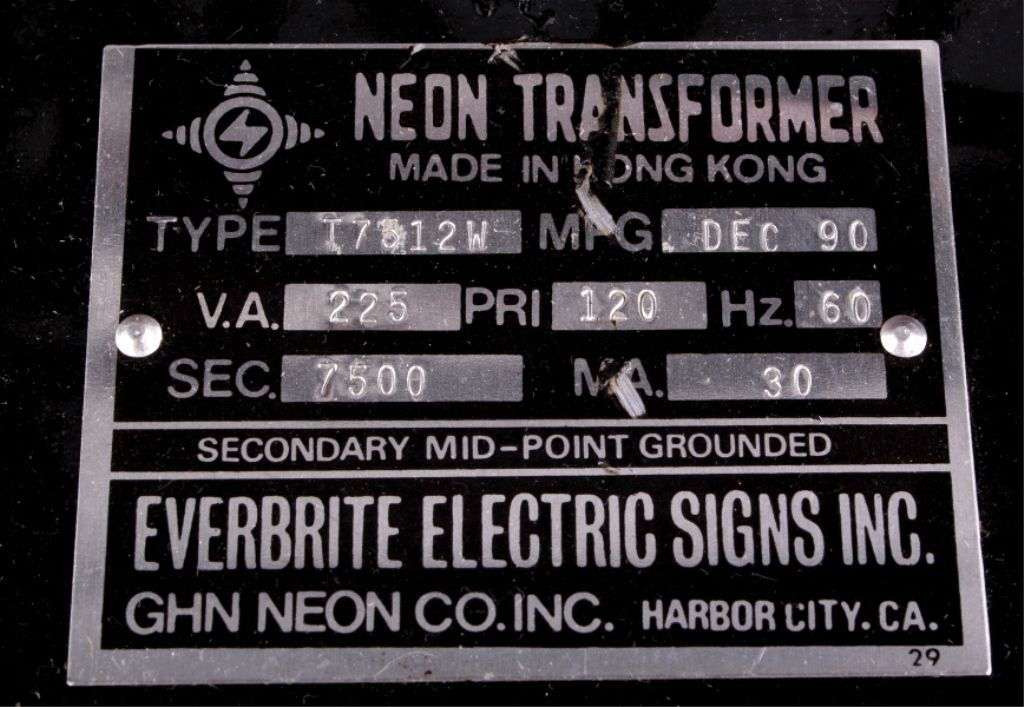 NEON TRANSFORMER
MADE IN HONG KONG
TYPE T7512W MFG. DEC 90
V.A. 225 PRI 120 Hz. 60
SEC. 7500 MA. 30
SECONDARY MID-POINT GROUNDED
EVERBRITE ELECTRIC SIGNS INC.
GHN NEON CO. INC. HARBOR CITY. CA.
29